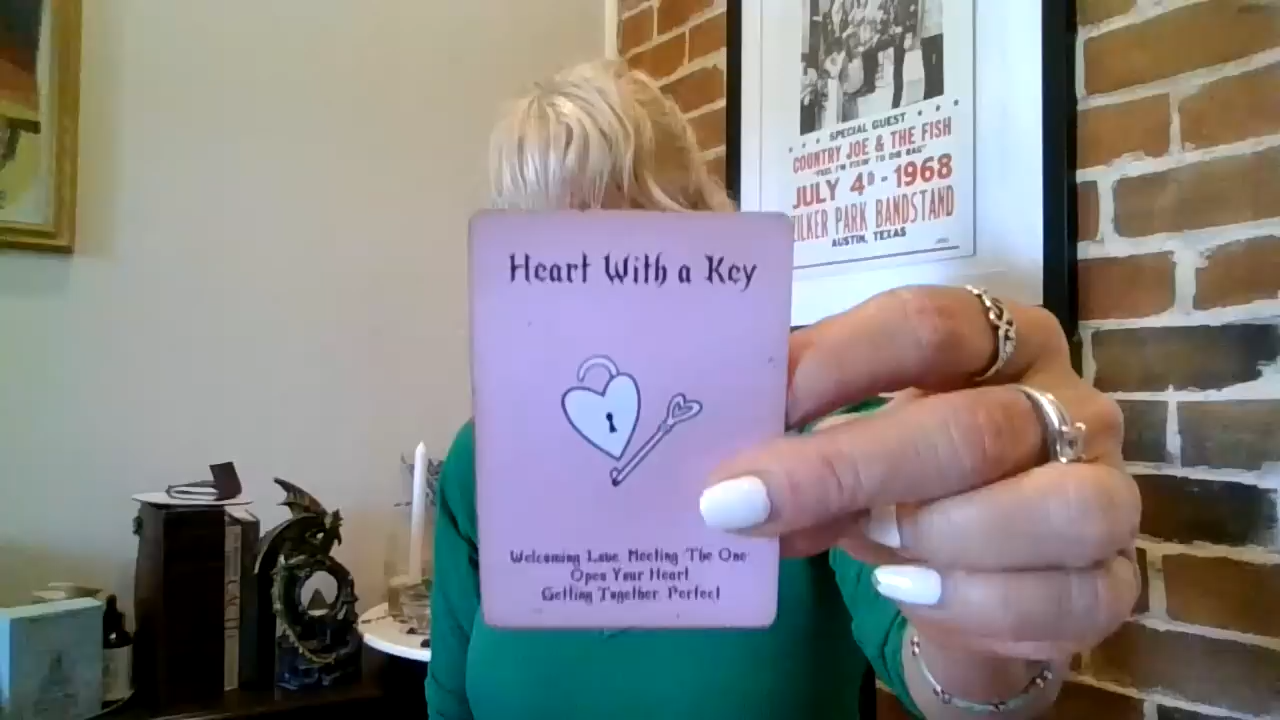 Heart With a Key
Welcoming Love Meeting The One
Open Your Heart
Getting Together Perfect
SPECIAL GUEST
COUNTRY JOE & THE FISH
JULY 4th - 1968
ZILKER PARK BANDSTAND
AUSTIN, TEXAS